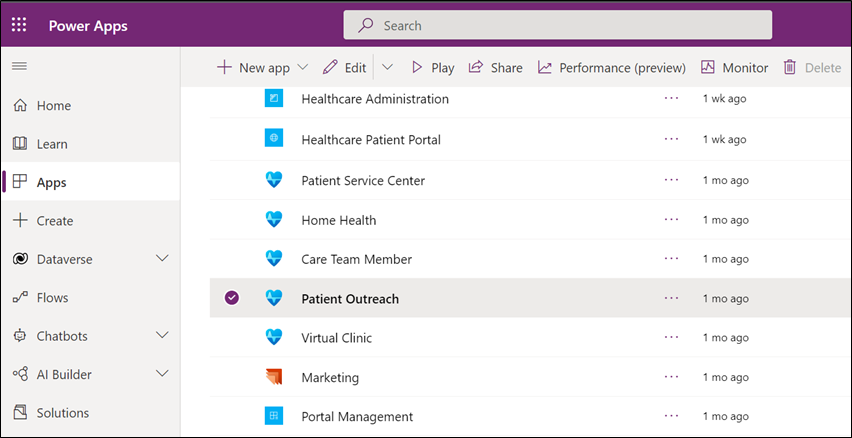 Power Apps
Search
New app Edit Play Share Performance (preview) Monitor Delete
Home
Learn
Apps
Create
Dataverse
Flows
Chatbots
AI Builder
Solutions
Healthcare Administration ... 1 wk ago
Healthcare Patient Portal ... 1 wk ago
Patient Service Center ... 1 mo ago
Home Health ... 1 mo ago
Care Team Member ... 1 mo ago
Patient Outreach ... 1 mo ago
Virtual Clinic ... 1 mo ago
Marketing ... 1 mo ago
Portal Management ... 1 mo ago